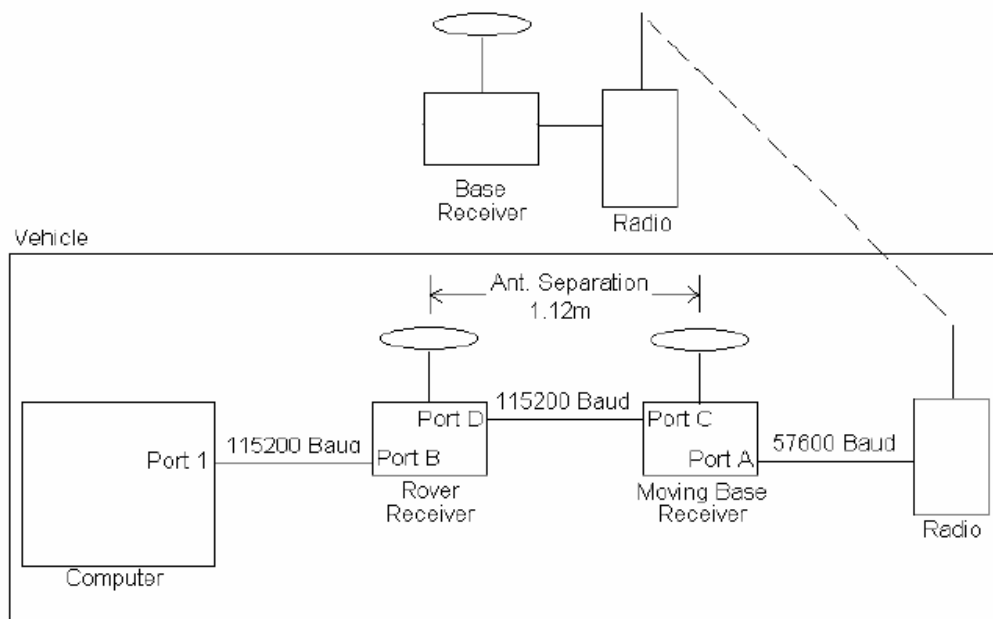 Base
Receiver
Radio
Vehicle
Ant. Separation
1.12m
Port D
115200 Baud
Port C
Port 1
115200 Baud
Port B
Port A
57600 Baud
Rover
Receiver
Moving Base
Receiver
Radio
Computer